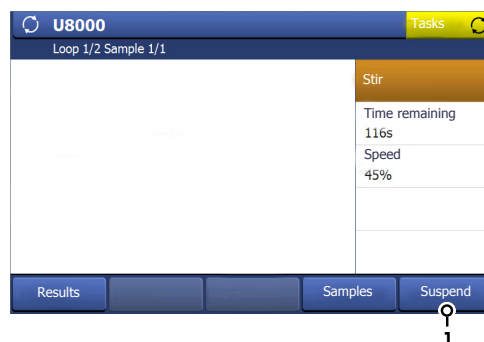 U8000
Tasks
Loop 1/2 Sample 1/1
Stir
Time remaining
116s
Speed
45%
Results
Samples
Suspend
1